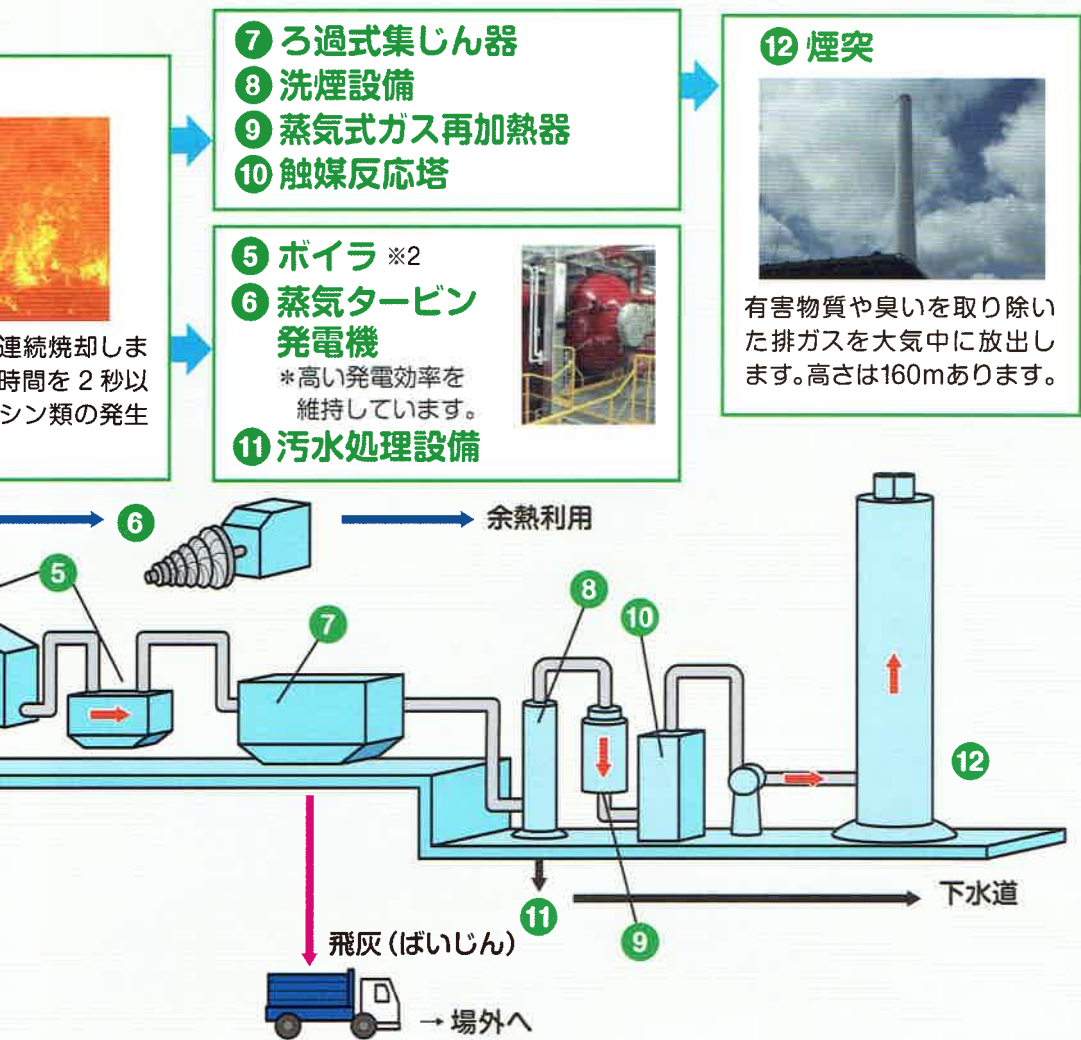 連続焼却しま
時間を2秒以
シン類の発生
⑦ ろ過式集じん器
⑧ 洗煙設備
⑨ 蒸気式ガス再加熱器
⑩ 触媒反応塔
⑤ ボイラ ※2
⑥ 蒸気タービン
発電機
*高い発電効率を
維持しています。
⑪ 汚水処理設備
⑫ 煙突
有害物質や臭いを取り除い
た排ガスを大気中に放出し
ます。高さは160mあります。
⑥
余熱利用
⑤
⑦
⑧
⑩
⑫
⑪
下水道
⑨
飛灰(ばいじん)
→場外へ